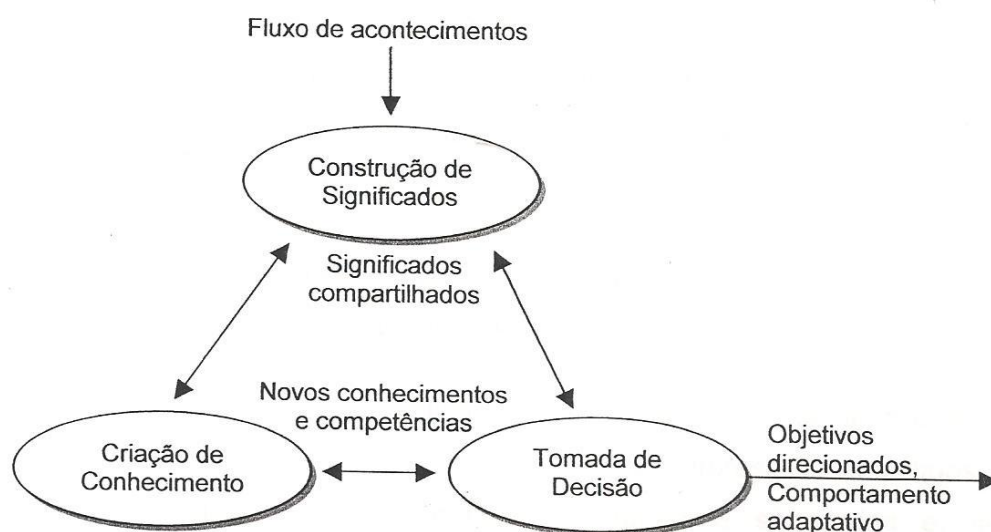 Fluxo de acontecimentos
Construção de
Significados
Significados
compartilhados
Novos conhecimentos
e competências
Criação de
Conhecimento
Tomada de
Decisão
Objetivos
direcionados,
Comportamento
adaptativo